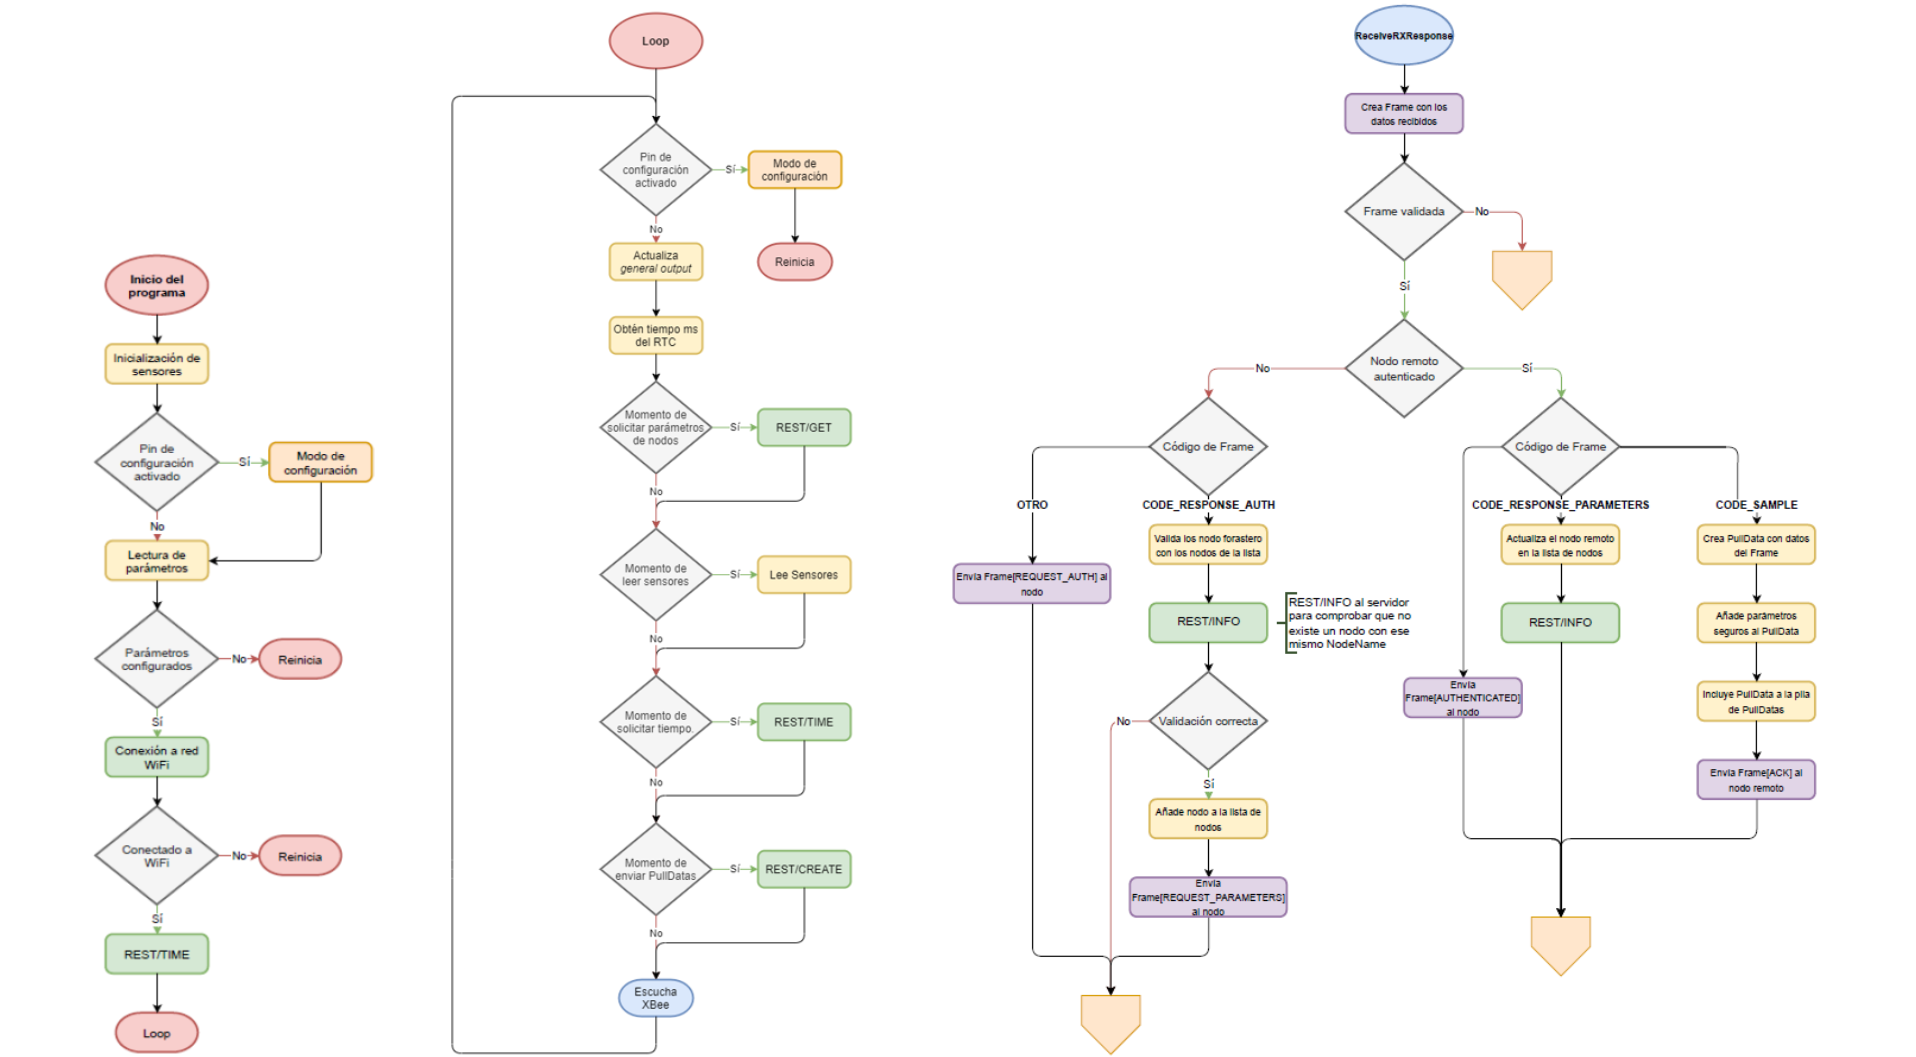 Inicio del
programa
Inicialización de
sensores
Pin de
configuración
activado
Sí
Modo de
configuración
No
Lectura de
parámetros
Parámetros
configurados
No
Reinicia
Sí
Conexión a red
WiFi
Conectado a
WiFi
No
Reinicia
Sí
REST/TIME
Loop
Loop
Pin de
configuración
activado
Sí
Modo de
configuración
No
Reinicia
Actualiza
general output
Obtén tiempo ms
del RTC
Momento de
solicitar parámetros
de nodos
Sí
REST/GET
No
Momento de
leer sensores
Sí
Lee Sensores
No
Momento de
solicitar tiempo.
Sí
REST/TIME
No
Momento de
enviar PullDatas
Sí
REST/CREATE
No
Escucha
XBee
ReceiveRXResponse
Crea Frame con los
datos recibidos
Frame validada
No
Sí
Nodo remoto
autenticado
No
Sí
Código de Frame
OTRO
CODE_RESPONSE_AUTH
Envía Frame[REQUEST_AUTH] al
nodo
Valida los nodo forastero
con los nodos de la lista
REST/INFO
REST/INFO al servidor
para comprobar que no
existe un nodo con ese
mismo NodeName
Validación correcta
No
Sí
Añade nodo a la lista de
nodos
Envía
Frame[REQUEST_PARAMETERS]
al nodo
Código de Frame
CODE_RESPONSE_PARAMETERS
CODE_SAMPLE
Actualiza el nodo remoto
en la lista de nodos
REST/INFO
Envía
Frame[AUTHENTICATED]
al nodo
Crea PullData con datos
del Frame
Añade parámetros
seguros al PullData
Incluye PullData a la pila
de PullDatas
Envía Frame[ACK] al
nodo remoto